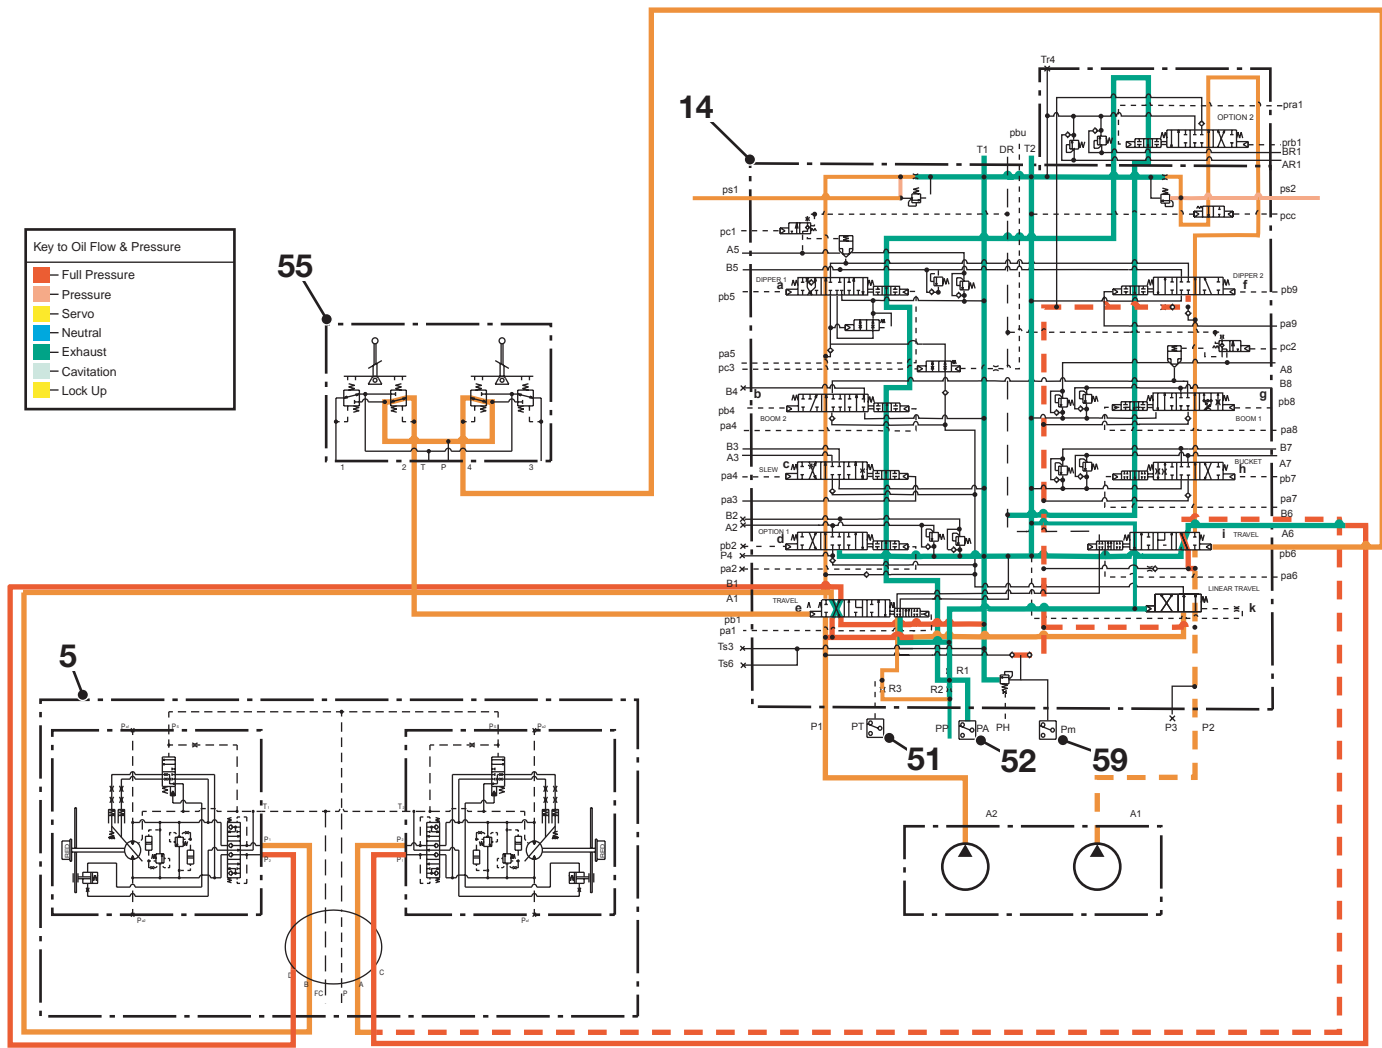 Key to Oil Flow & Pressure
Full Pressure
Pressure
Servo
Neutral
Exhaust
Cavitation
Lock Up
55
1
2
T
P
4
3
14
Tr4
pra1
OPTION 2
prb1
BR1
AR1
pbu
T1
DR
T2
ps1
ps2
pcc
pc1
A5
B5
DIPPER 1
a
pb5
DIPPER 2
f
pb9
pa9
pc2
pa5
pc3
A8
B8
B4
b
pb4
BOOM 2
pa4
g
pb8
BOOM 1
pa8
B3
A3
SLEW
c
pa4
pa3
B7
BUCKET
A7
h
pb7
pa7
B2
A2
OPTION 1
d
pb2
P4
pa2
B6
i
TRAVEL
A6
pb6
pa6
B1
A1
TRAVEL
e
pb1
pa1
LINEAR TRAVEL
k
Ts3
Ts6
R1
R3
R2
P1
PT
PP
PA
PH
Pm
P3
P2
51
52
59
A2
A1
5
RED
RED
D
B
FC
P
A
C